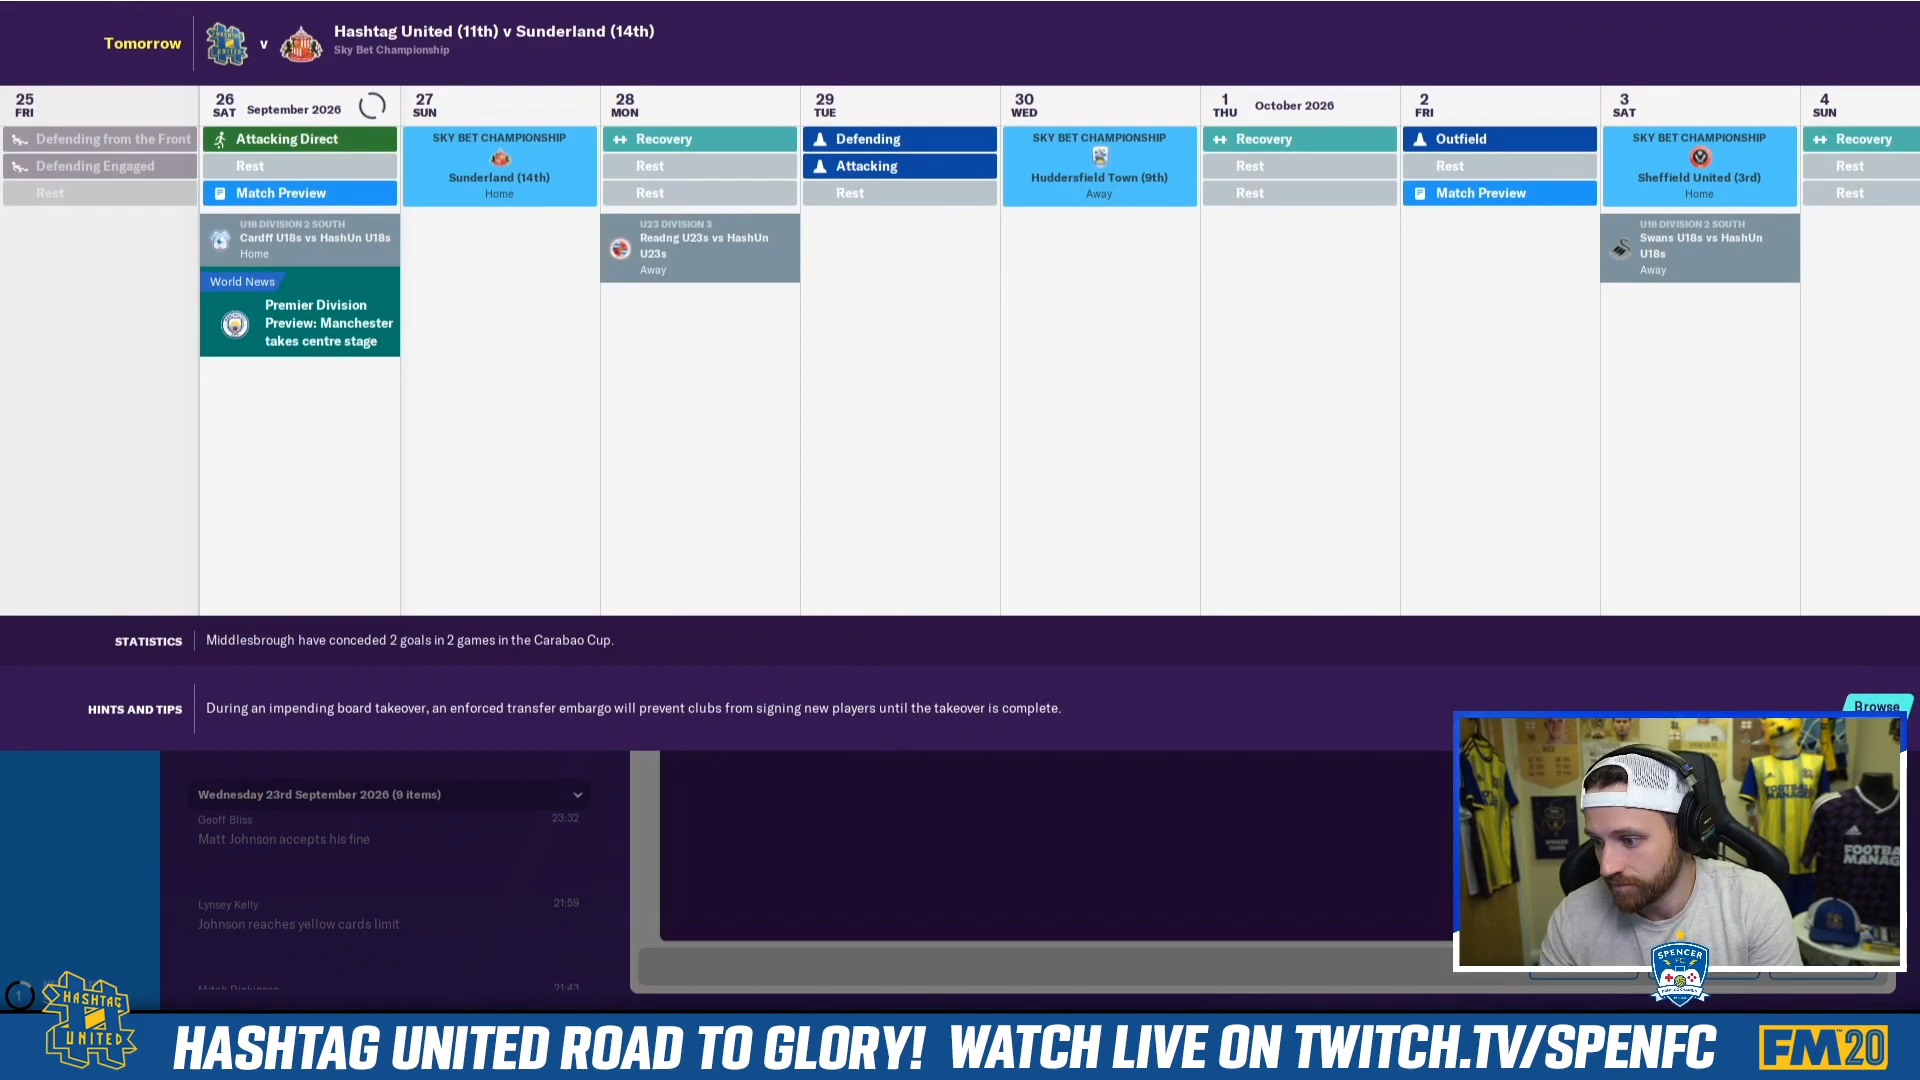 Tomorrow
v
Hashtag United (11th) v Sunderland (14th)
Sky Bet Championship
25
FRI
Defending from the Front
Defending Engaged
Rest
26
SAT
September 2026
Attacking Direct
Rest
Match Preview
U18 DIVISION 2 SOUTH
Cardff U18s vs HashUn U18s
Home
World News
Premier Division
Preview: Manchester
takes centre stage
27
SUN
SKY BET CHAMPIONSHIP
Sunderland (14th)
Home
28
MON
Recovery
Rest
Rest
U23 DIVISION 3
Readng U23s vs HashUn
U23s
Away
29
TUE
Defending
Attacking
Rest
30
WED
SKY BET CHAMPIONSHIP
Huddersfield Town (9th)
Away
1
THU
October 2026
Recovery
Rest
Rest
2
FRI
Outfield
Rest
Match Preview
3
SAT
SKY BET CHAMPIONSHIP
Sheffield United (3rd)
Home
U18 DIVISION 2 SOUTH
Swans U18s vs HashUn
U18s
Away
4
SUN
Recovery
Rest
Rest
STATISTICS
Middlesbrough have conceded 2 goals in 2 games in the Carabao Cup.
HINTS AND TIPS
During an impending board takeover, an enforced transfer embargo will prevent clubs from signing new players until the takeover is complete.
Browse
Wednesday 23rd September 2026 (9 items)
Geoff Bliss
23:32
Matt Johnson accepts his fine
Lynsey Kelly
21:59
Johnson reaches yellow cards limit
Mitch Dickinson
21:43
1
FOOTBALL
MANAGER
FOOTBA
MANAG
SPENCER
FC
HASHTAG
UNITED
HASHTAG UNITED ROAD TO GLORY! WATCH LIVE ON TWITCH.TV/SPENFC
FM20